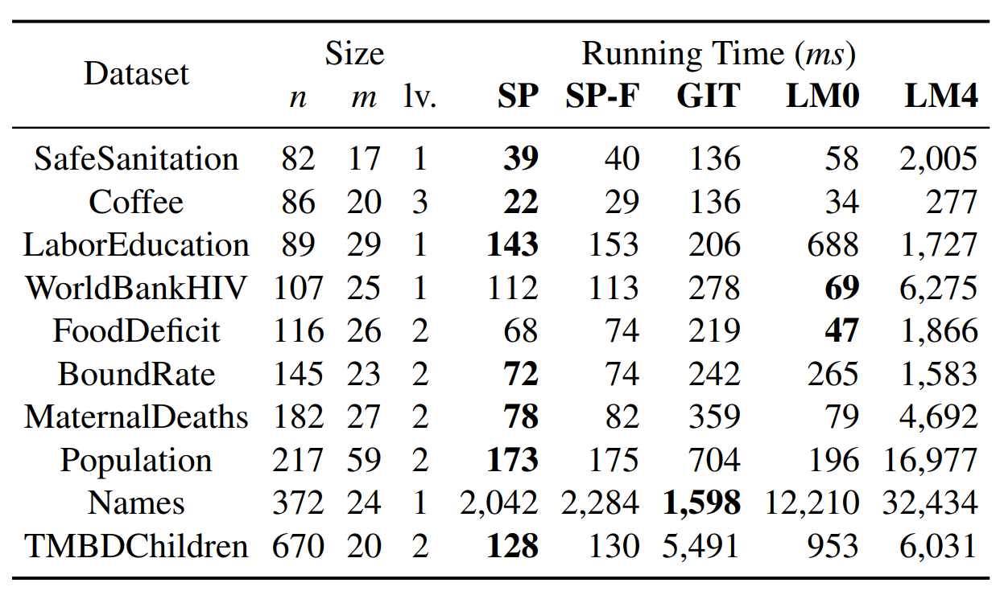 Dataset Size Running Time (ms)
n m lv. SP SP-F GIT LM0 LM4
SafeSanitation 82 17 1 39 40 136 58 2,005
Coffee 86 20 3 22 29 136 34 277
LaborEducation 89 29 1 143 153 206 688 1,727
WorldBankHIV 107 25 1 112 113 278 69 6,275
FoodDeficit 116 26 2 68 74 219 47 1,866
BoundRate 145 23 2 72 74 242 265 1,583
MaternalDeaths 182 27 2 78 82 359 79 4,692
Population 217 59 2 173 175 704 196 16,977
Names 372 24 1 2,042 2,284 1,598 12,210 32,434
TMBDChildren 670 20 2 128 130 5,491 953 6,031